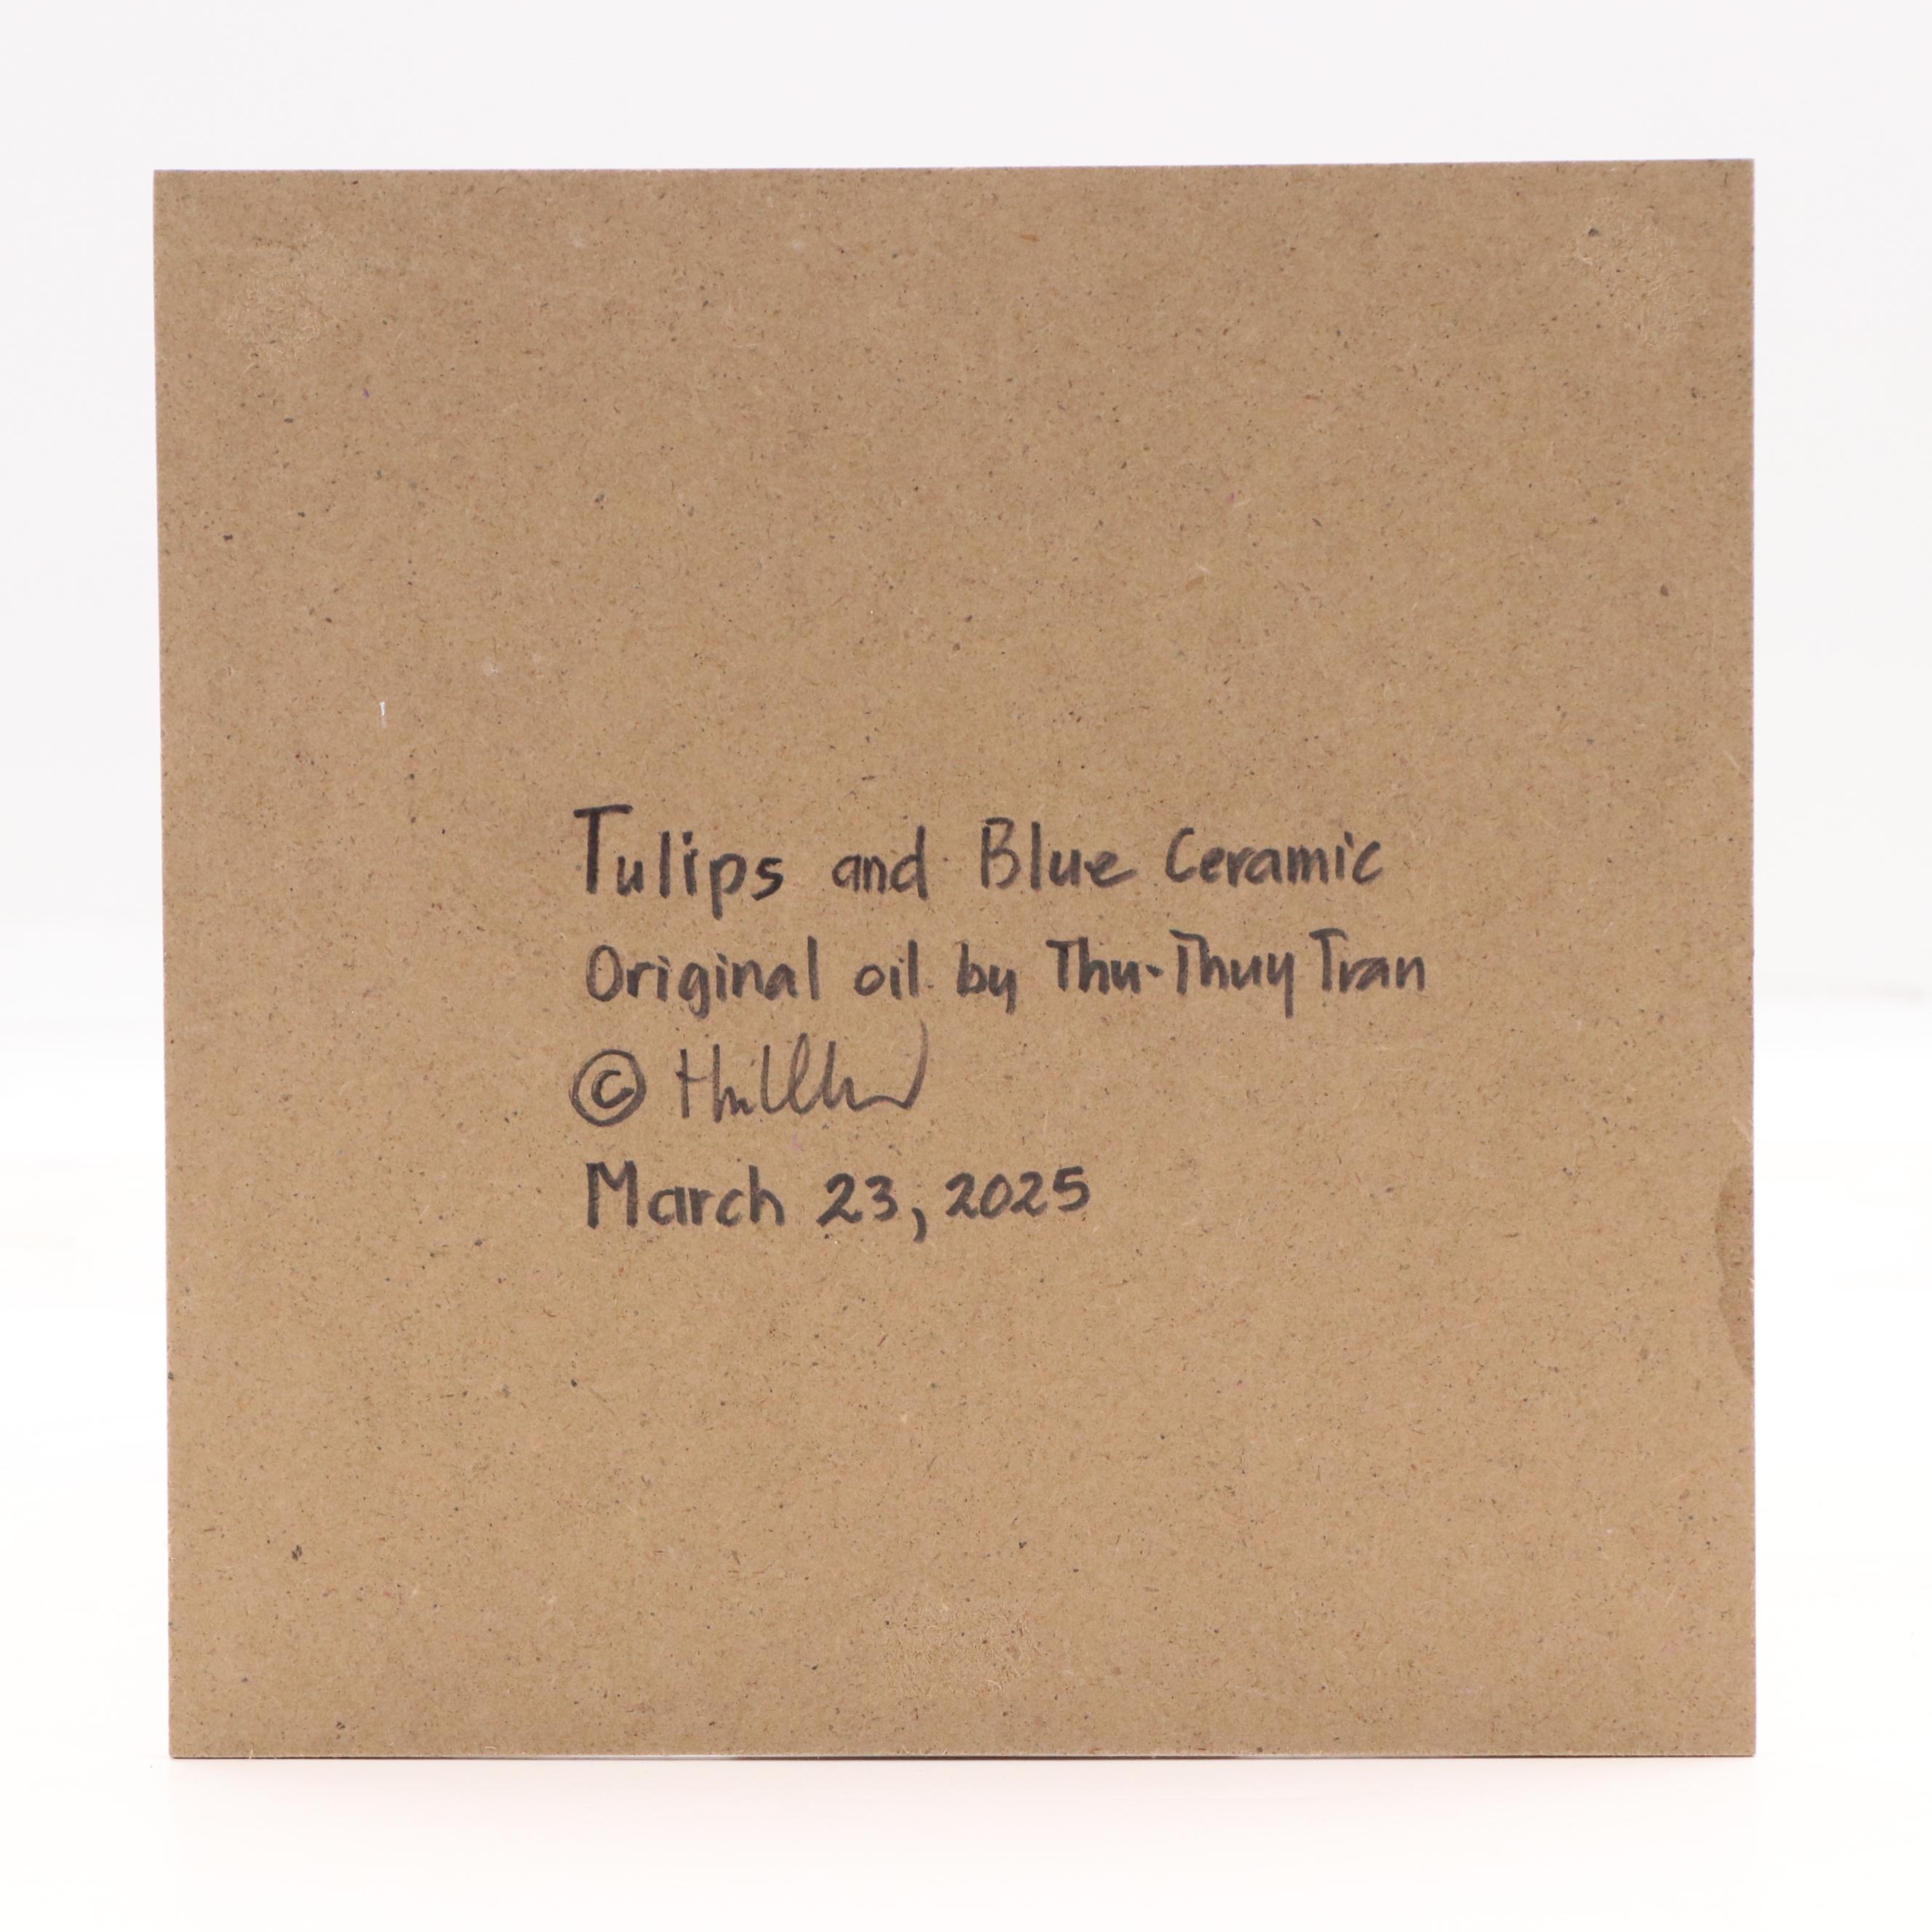 Tulips and Blue Ceramic
Original oil by Thu-Thuy Tran
©
March 23, 2025